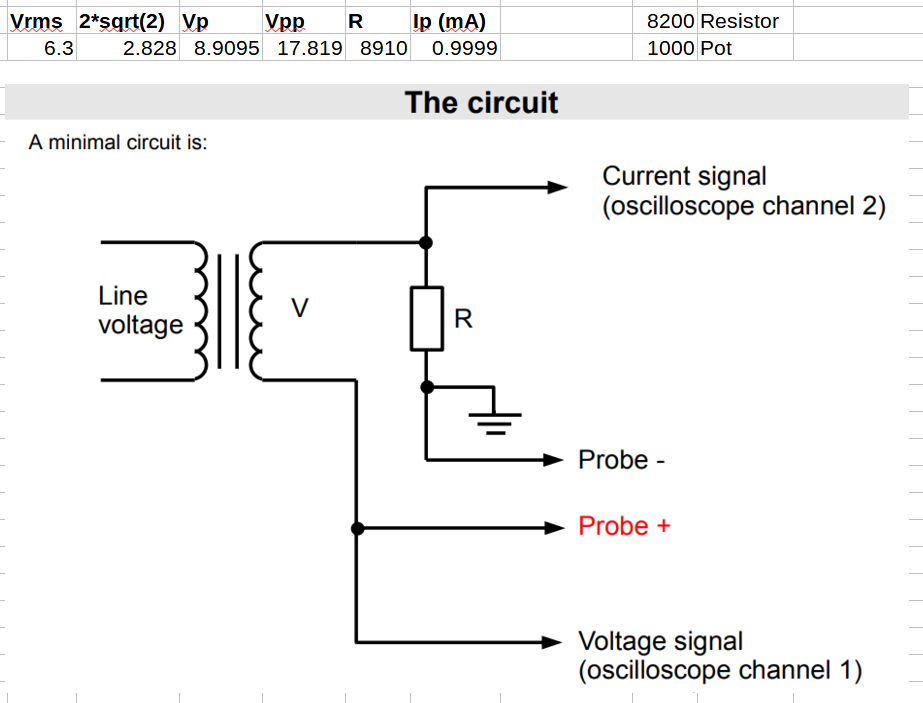 Vrms 2*sqrt(2) Vp Vpp R Ip (mA) 8200 Resistor
6.3 2.828 8.9095 17.819 8910 0.9999 1000 Pot
The circuit
A minimal circuit is:
Current signal
(oscilloscope channel 2)
Line
voltage
V
R
Probe -
Probe +
Voltage signal
(oscilloscope channel 1)